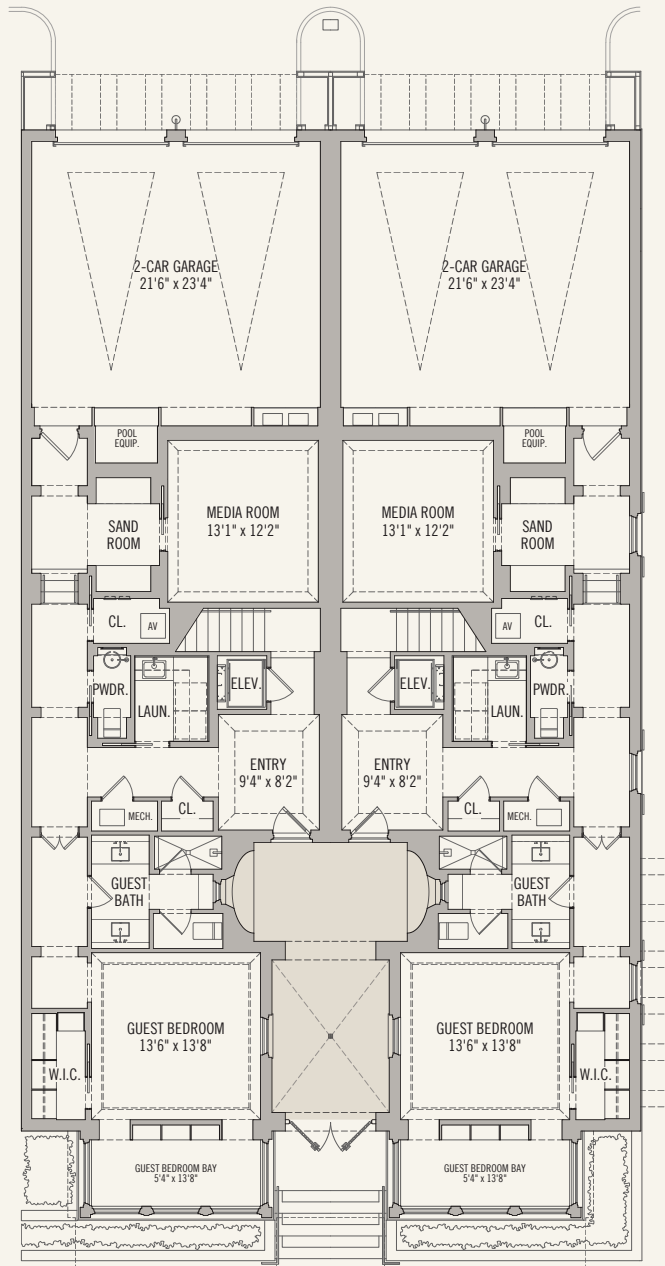 2-CAR GARAGE
21'6" x 23'4"
2-CAR GARAGE
21'6" x 23'4"
POOL
EQUIP.
POOL
EQUIP.
SAND
ROOM
MEDIA ROOM
13'1" x 12'2"
MEDIA ROOM
13'1" x 12'2"
SAND
ROOM
CL.
AV
AV
CL.
PWDR.
LAUN.
ELEV.
ELEV.
LAUN.
PWDR.
ENTRY
9'4" x 8'2"
ENTRY
9'4" x 8'2"
MECH.
CL.
CL.
MECH.
GUEST
BATH
GUEST
BATH
GUEST BEDROOM
13'6" x 13'8"
GUEST BEDROOM
13'6" x 13'8"
W.I.C.
W.I.C.
GUEST BEDROOM BAY
5'4" x 13'8"
GUEST BEDROOM BAY
5'4" x 13'8"